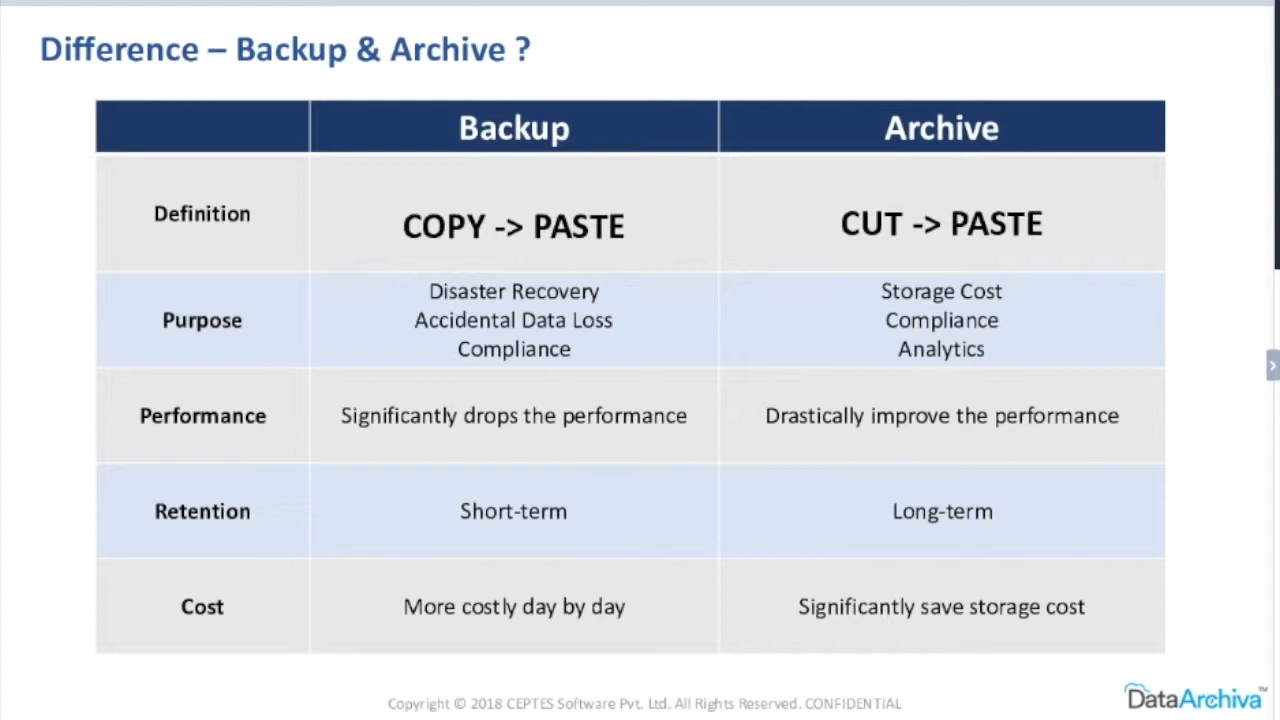 Difference – Backup & Archive ?
Backup
Archive
Definition
COPY -> PASTE
CUT -> PASTE
Purpose
Disaster Recovery
Accidental Data Loss
Compliance
Storage Cost
Compliance
Analytics
Performance
Significantly drops the performance
Drastically improve the performance
Retention
Short-term
Long-term
Cost
More costly day by day
Significantly save storage cost
Copyright © 2018 CEPTES Software Pvt. Ltd. All Rights Reserved. CONFIDENTIAL
DataArchiva™